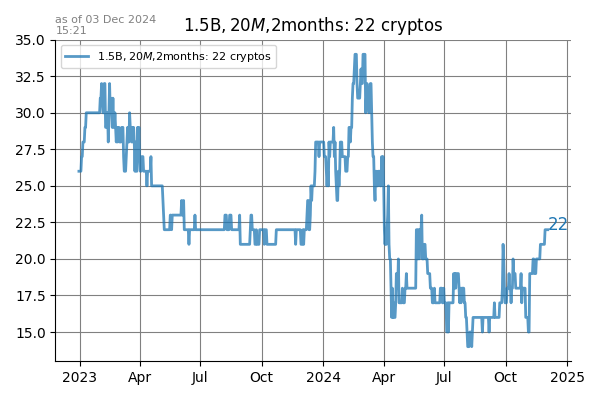 as of 03 Dec 2024
15:21
1.5B, 20M,2months: 22 cryptos
1.5B, 20M,2months: 22 cryptos
35.0
32.5
30.0
27.5
25.0
22.5
20.0
17.5
15.0
22
2023 Apr Jul Oct 2024 Apr Jul Oct 2025